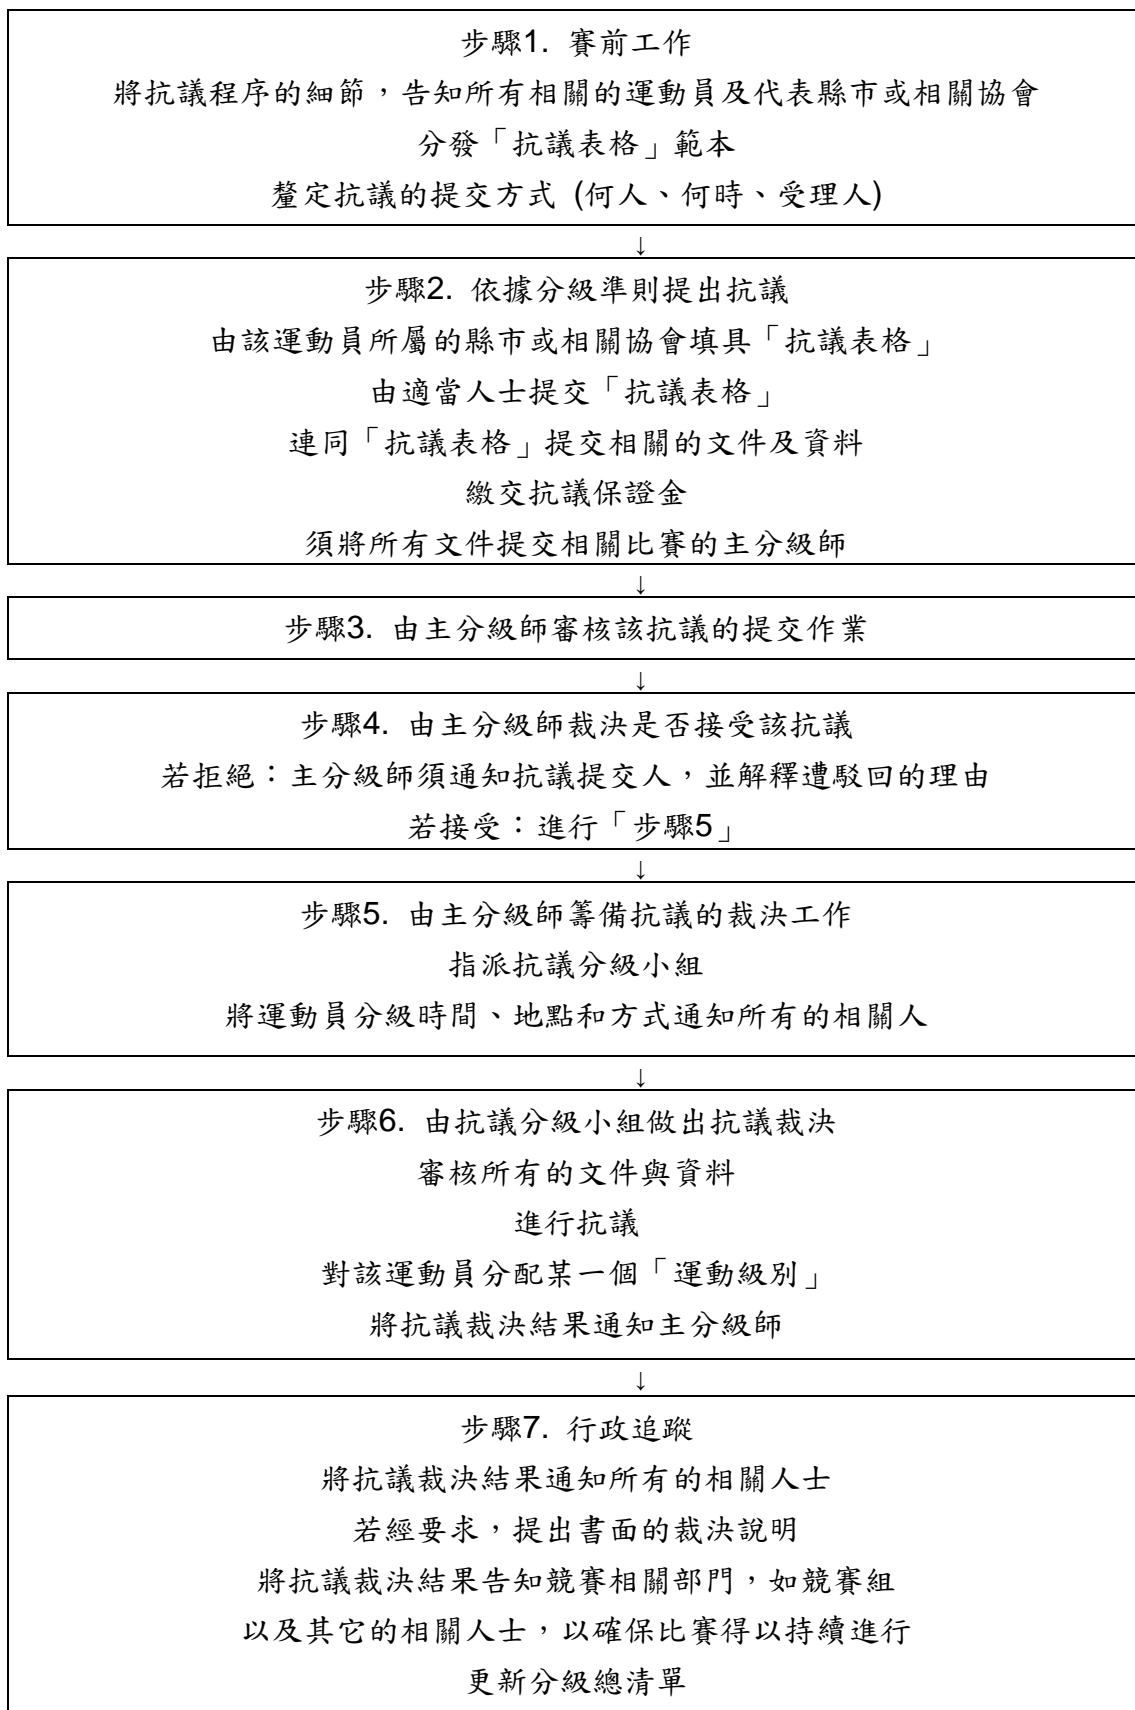 步驟1. 賽前工作
將抗議程序的細節，告知所有相關的運動員及代表縣市或相關協會
分發「抗議表格」範本
釐定抗議的提交方式 (何人、何時、受理人)
↓
步驟2. 依據分級準則提出抗議
由該運動員所屬的縣市或相關協會填具「抗議表格」
由適當人士提交「抗議表格」
連同「抗議表格」提交相關的文件及資料
繳交抗議保證金
須將所有文件提交相關比賽的主分級師
↓
步驟3. 由主分級師審核該抗議的提交作業
↓
步驟4. 由主分級師裁決是否接受該抗議
若拒絕：主分級師須通知抗議提交人，並解釋遭駁回的理由
若接受：進行「步驟5」
↓
步驟5. 由主分級師籌備抗議的裁決工作
指派抗議分級小組
將運動員分級時間、地點和方式通知所有的相關人
↓
步驟6. 由抗議分級小組做出抗議裁決
審核所有的文件與資料
進行抗議
對該運動員分配某一個「運動級別」
將抗議裁決結果通知主分級師
↓
步驟7. 行政追蹤
將抗議裁決結果通知所有的相關人士
若經要求，提出書面的裁決說明
將抗議裁決結果告知競賽相關部門，如競賽組
以及其它的相關人士，以確保比賽得以持續進行
更新分級總清單